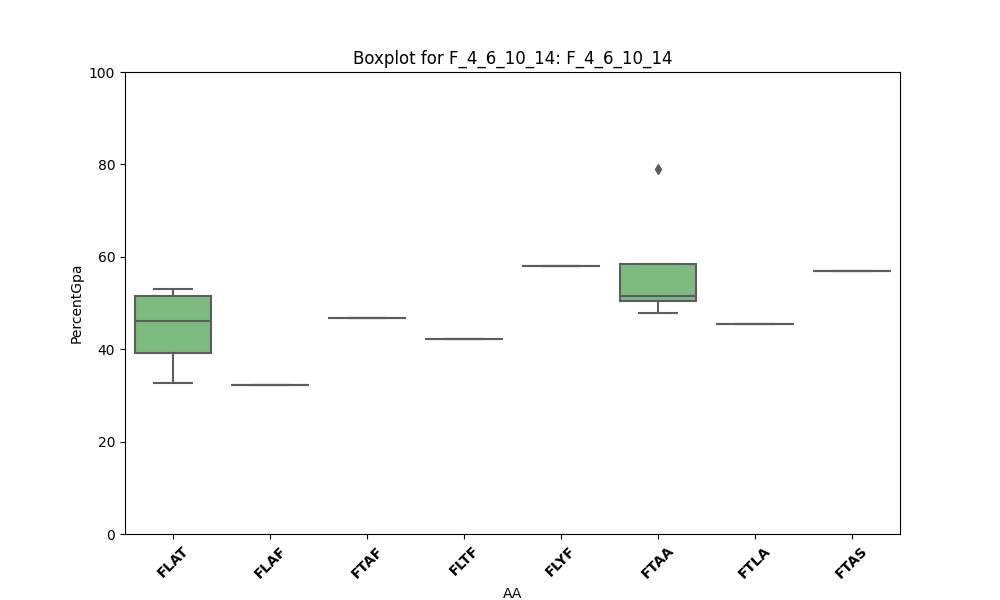 Boxplot for F_4_6_10_14: F_4_6_10_14
100
80
60
40
20
0
PercentGpa
FLAT FLAF FTAF FLTF FLYF FTAA FTLA FTAS
AA